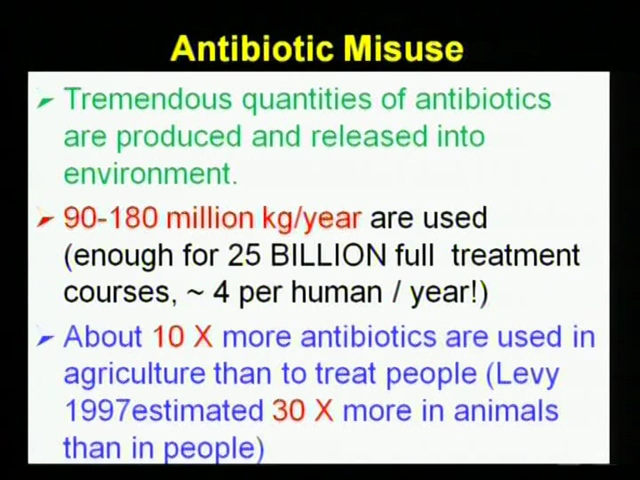 Antibiotic Misuse
Tremendous quantities of antibiotics
are produced and released into
environment.
90-180 million kg/year are used
(enough for 25 BILLION full treatment
courses, ~ 4 per human / year!)
About 10 X more antibiotics are used in
agriculture than to treat people (Levy
1997estimated 30 X more in animals
than in people)